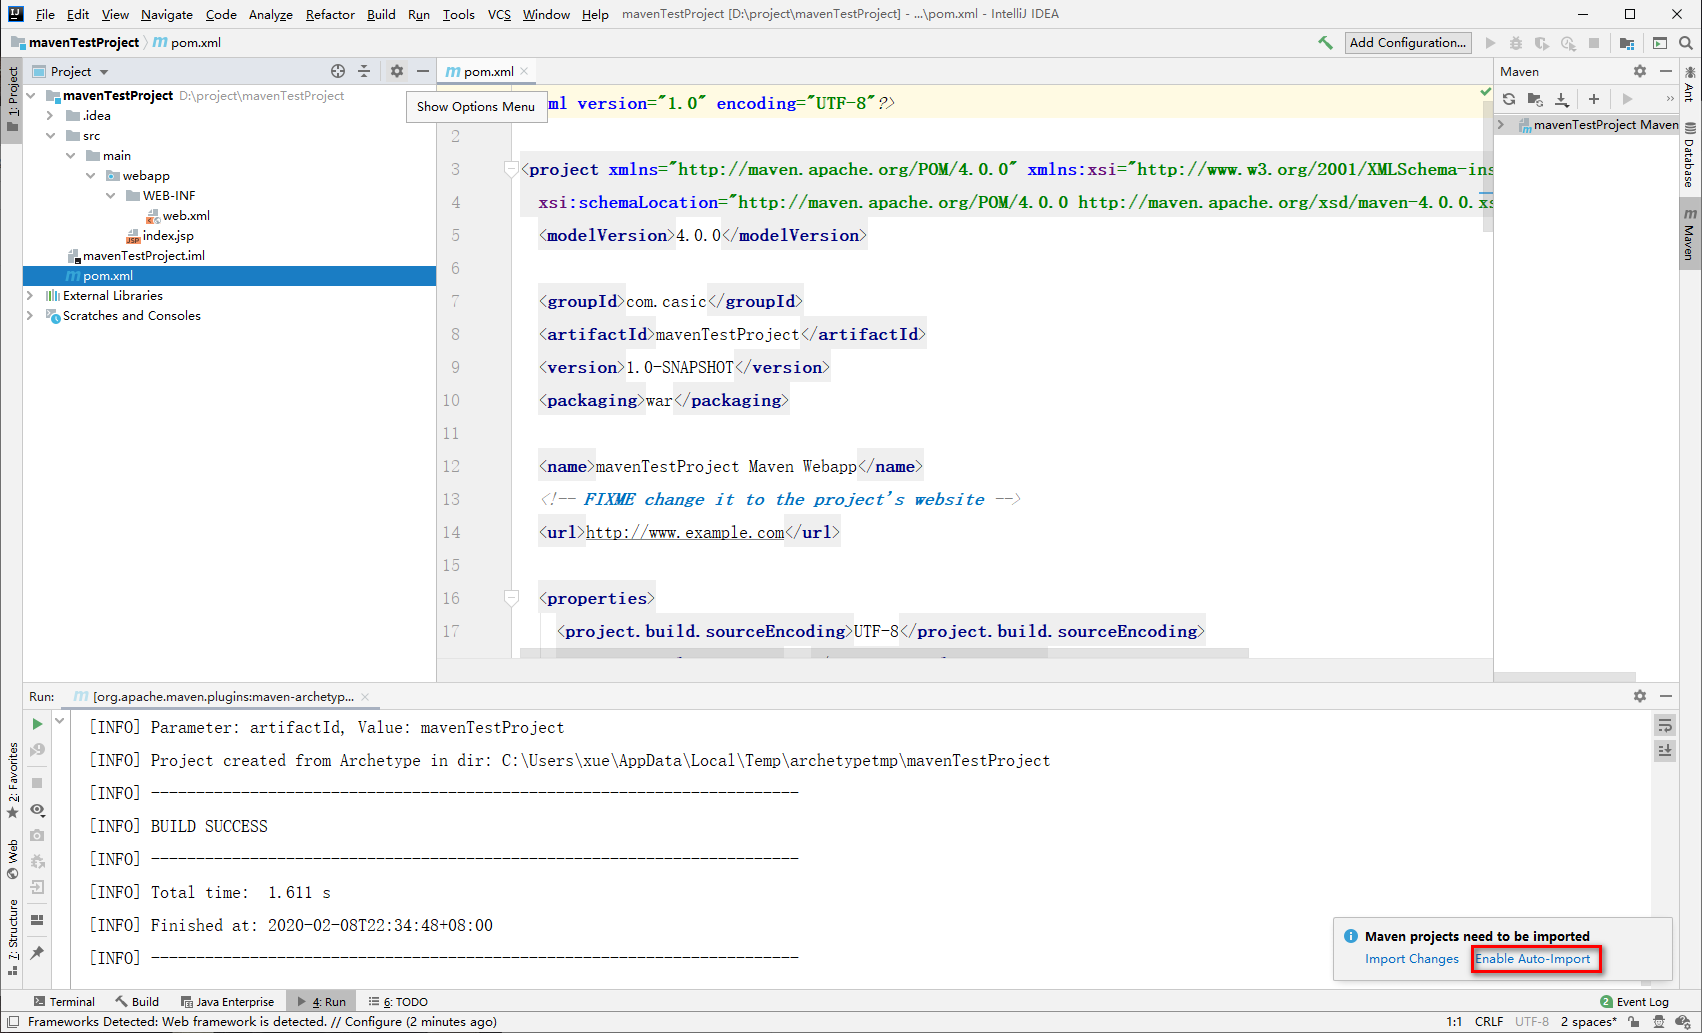 File Edit View Navigate Code Analyze Refactor Build Run Tools VCS Window Help mavenTestProject [D:\project\mavenTestProject] - ...\pom.xml - IntelliJ IDEA
mavenTestProject pom.xml
Add Configuration...
1: Project
Project
mavenTestProject D:\project\mavenTestProject
.idea
src
main
webapp
WEB-INF
web.xml
index.jsp
mavenTestProject.iml
pom.xml
External Libraries
Scratches and Consoles
pom.xml
Show Options Menu
ml version="1.0" encoding="UTF-8"?>
2
3 <project xmlns="http://maven.apache.org/POM/4.0.0" xmlns:xsi="http://www.w3.org/2001/XMLSchema-ins
4 xsi:schemaLocation="http://maven.apache.org/POM/4.0.0 http://maven.apache.org/xsd/maven-4.0.0.xs
5 <modelVersion>4.0.0</modelVersion>
6
7 <groupId>com.casic</groupId>
8 <artifactId>mavenTestProject</artifactId>
9 <version>1.0-SNAPSHOT</version>
10 <packaging>war</packaging>
11
12 <name>mavenTestProject Maven Webapp</name>
13 <!-- FIXME change it to the project's website -->
14 <url>http://www.example.com</url>
15
16 <properties>
17 <project.build.sourceEncoding>UTF-8</project.build.sourceEncoding>
Maven
mavenTestProject Maven
Ant
Database
Maven
Run: [org.apache.maven.plugins:maven-archetyp...
[INFO] Parameter: artifactId, Value: mavenTestProject
[INFO] Project created from Archetype in dir: C:\Users\xue\AppData\Local\Temp\archetypetmp\mavenTestProject
[INFO] ------------------------------------------------------------------------
[INFO] BUILD SUCCESS
[INFO] ------------------------------------------------------------------------
[INFO] Total time:  1.611 s
[INFO] Finished at: 2020-02-08T22:34:48+08:00
[INFO] ------------------------------------------------------------------------
2: Favorites
Web
7: Structure
Maven projects need to be imported
Import Changes Enable Auto-Import
Terminal Build Java Enterprise 4: Run 6: TODO 2 Event Log
Frameworks Detected: Web framework is detected. // Configure (2 minutes ago) 1:1 CRLF UTF-8 2 spaces*